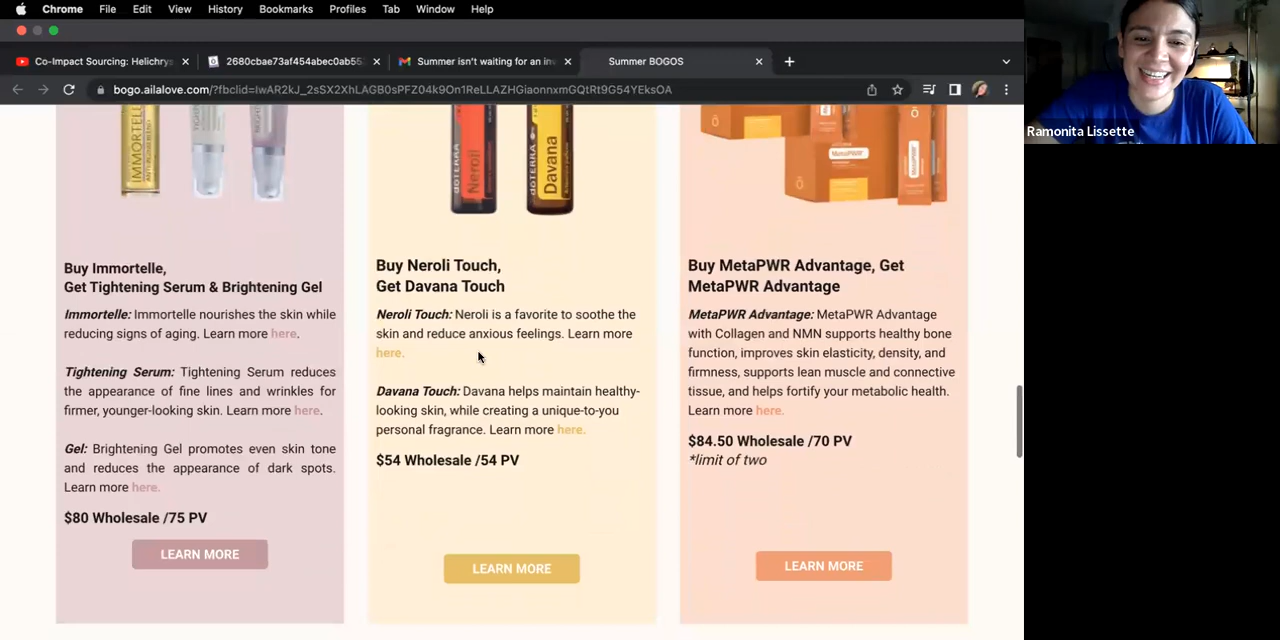 Chrome File Edit View History Bookmarks Profiles Tab Window Help
Co-Impact Sourcing: Helichrys
2680cbae73af454abec0ab55
Summer isn't waiting for an inv
Summer BOGOS
bogo.ailalove.com/?fbclid=IwAR2kJ_2sSX2XhLAGB0sPFZ04k9On1ReLLAZHGiaonnxmGQtRt9G54YEksOA
Ramonita Lissette
IMMORTELLE
dōTERRA Neroli
dōTERRA Davana
MetaPWR
Buy Immortelle,
Get Tightening Serum & Brightening Gel
Immortelle: Immortelle nourishes the skin while
reducing signs of aging. Learn more here.
Tightening Serum: Tightening Serum reduces
the appearance of fine lines and wrinkles for
firmer, younger-looking skin. Learn more here.
Gel: Brightening Gel promotes even skin tone
and reduces the appearance of dark spots.
Learn more here.
$80 Wholesale /75 PV
LEARN MORE
Buy Neroli Touch,
Get Davana Touch
Neroli Touch: Neroli is a favorite to soothe the
skin and reduce anxious feelings. Learn more
here.
Davana Touch: Davana helps maintain healthy-
looking skin, while creating a unique-to-you
personal fragrance. Learn more here.
$54 Wholesale /54 PV
LEARN MORE
Buy MetaPWR Advantage, Get
MetaPWR Advantage
MetaPWR Advantage: MetaPWR Advantage
with Collagen and NMN supports healthy bone
function, improves skin elasticity, density, and
firmness, supports lean muscle and connective
tissue, and helps fortify your metabolic health.
Learn more here.
$84.50 Wholesale /70 PV
*limit of two
LEARN MORE